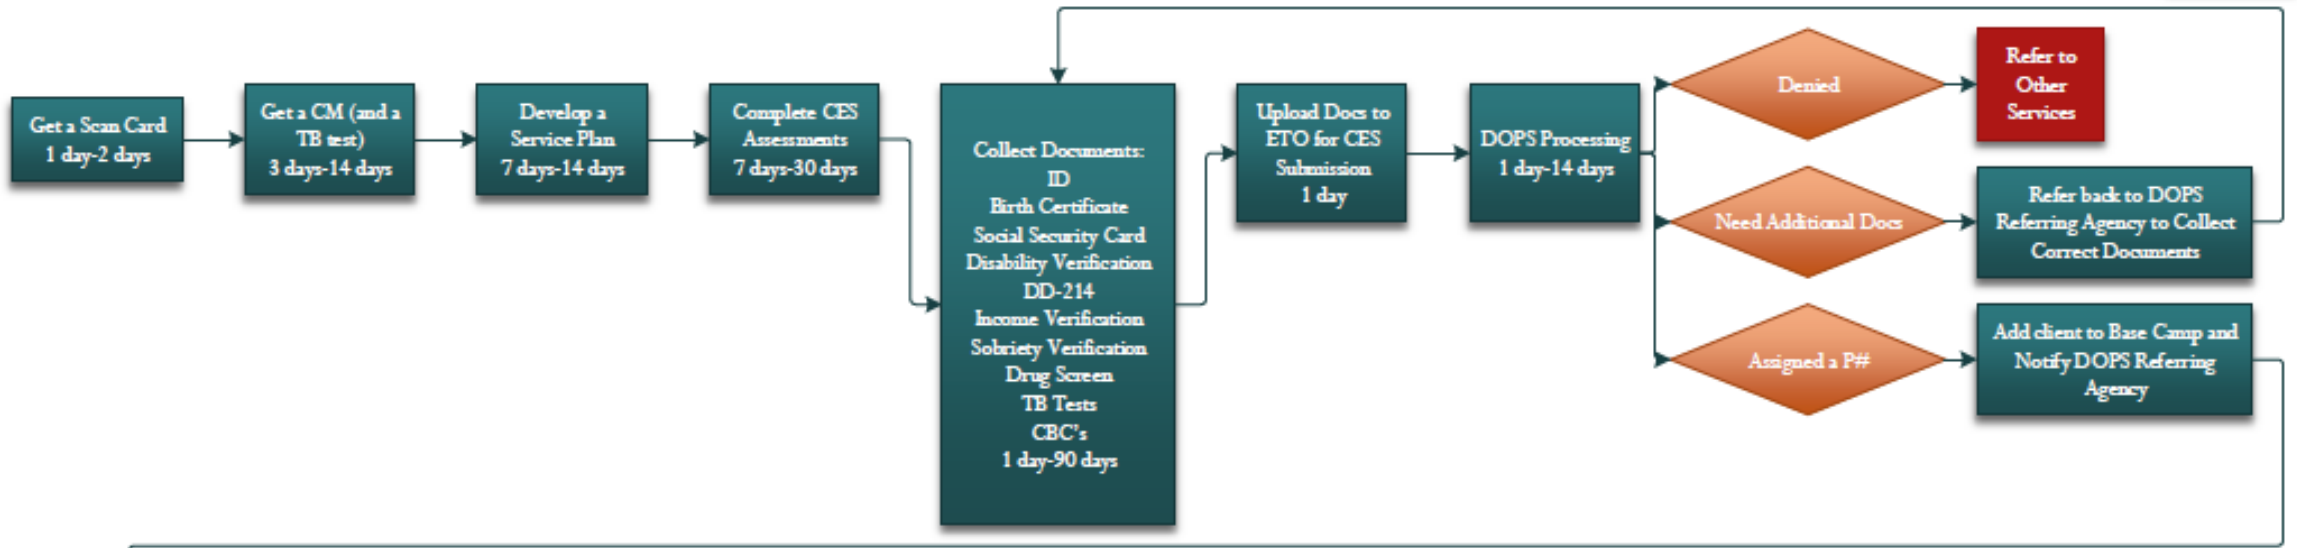 Get a Scan Card
1 day-2 days
Get a CM (and a
TB test)
3 days-14 days
Develop a
Service Plan
7 days-14 days
Complete CES
Assessments
7 days-30 days
Collect Documents:
ID
Birth Certificate
Social Security Card
Disability Verification
DD-214
Income Verification
Sobriety Verification
Drug Screen
TB Tests
CBC's
1 day-90 days
Upload Docs to
ETO for CES
Submission
1 day
DOPS Processing
1 day-14 days
Denied
Refer to
Other
Services
Need Additional Docs
Refer back to DOPS
Referring Agency to Collect
Correct Documents
Assigned a P#
Add client to Base Camp and
Notify DOPS Referring
Agency